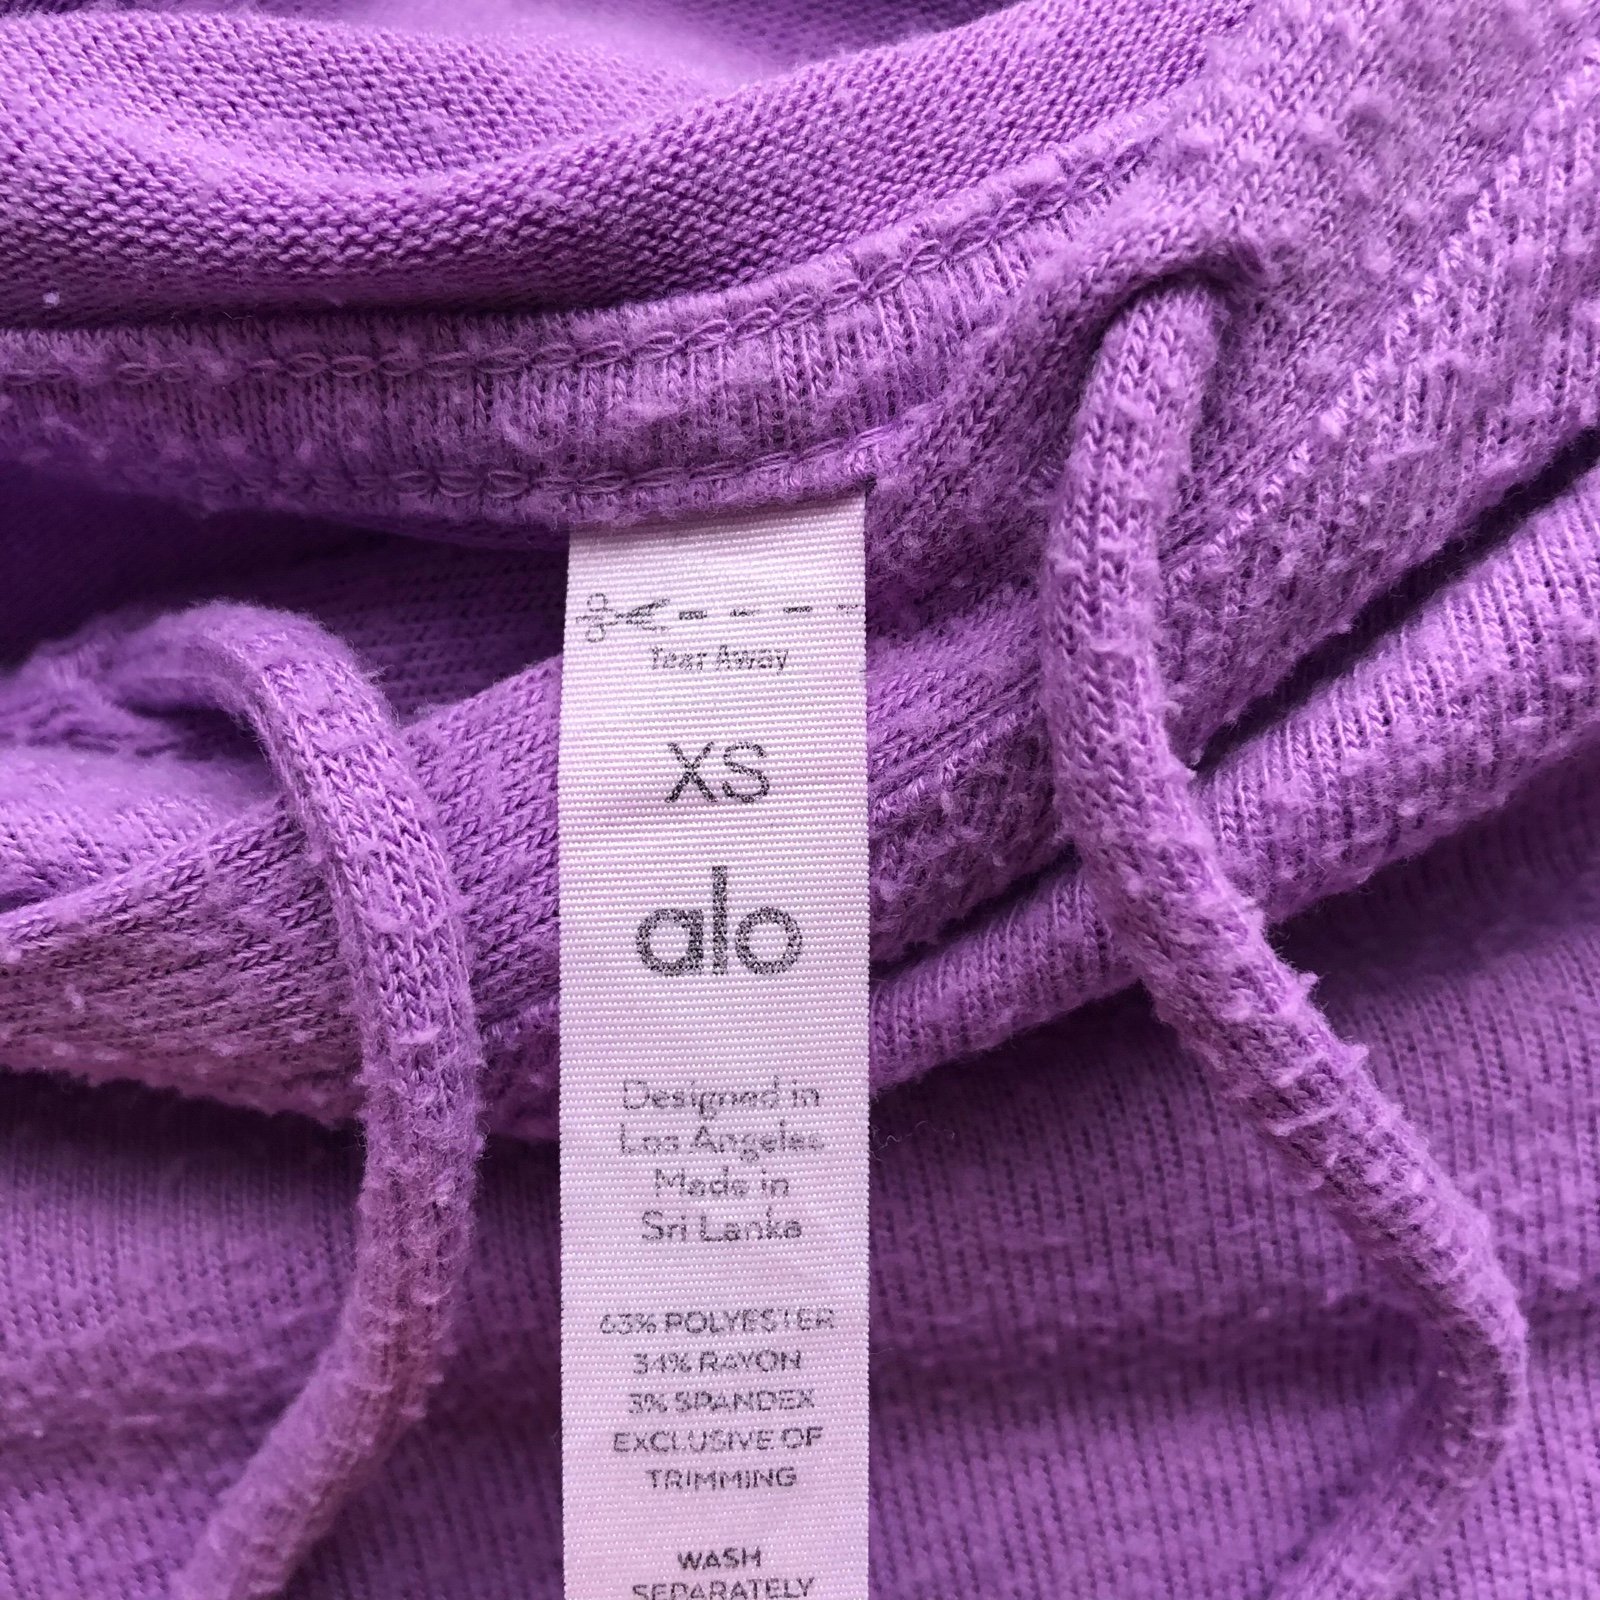 Tear Away
XS
alo
Designed in
Los Angeles
Made in
Sri Lanka
63% POLYESTER
34% RAYON
3% SPANDEX
EXCLUSIVE OF
TRIMMING
WASH
SEPARATELY